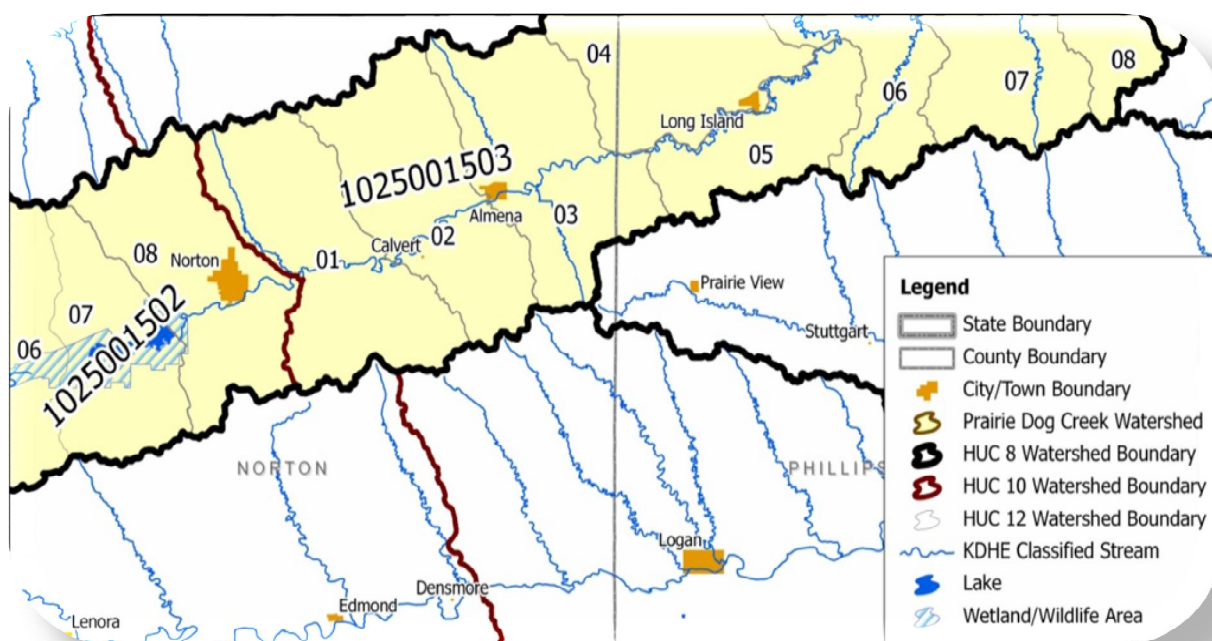 04
08
07
06
Long Island
05
1025001503
Almena
03
02
Calvert
01
08
Norton
07
06
1025001502
Prairie View
Stuttgart
NORTON
PHILLIPS
Logan
Densmore
Edmond
Lenora
Legend
State Boundary
County Boundary
City/Town Boundary
Prairie Dog Creek Watershed
HUC 8 Watershed Boundary
HUC 10 Watershed Boundary
HUC 12 Watershed Boundary
KDHE Classified Stream
Lake
Wetland/Wildlife Area